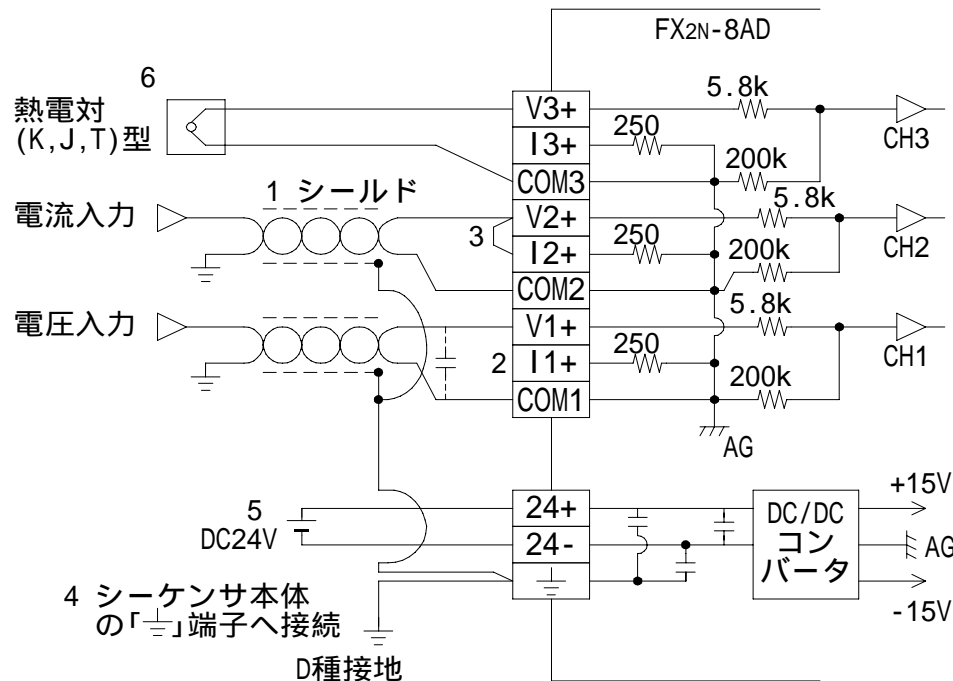 FX2N-8AD
6
熱電対
(K,J,T)型
V3+
5.8k
CH3
I3+
250
COM3
200k
1 シールド
電流入力
V2+
5.8k
CH2
3
I2+
250
200k
COM2
電圧入力
V1+
5.8k
CH1
2
I1+
250
200k
COM1
AG
+15V
5
DC24V
24+
24-
DC/DC
コン
バータ
AG
-15V
4 シーケンサ本体
の「⏚」端子へ接続
D種接地